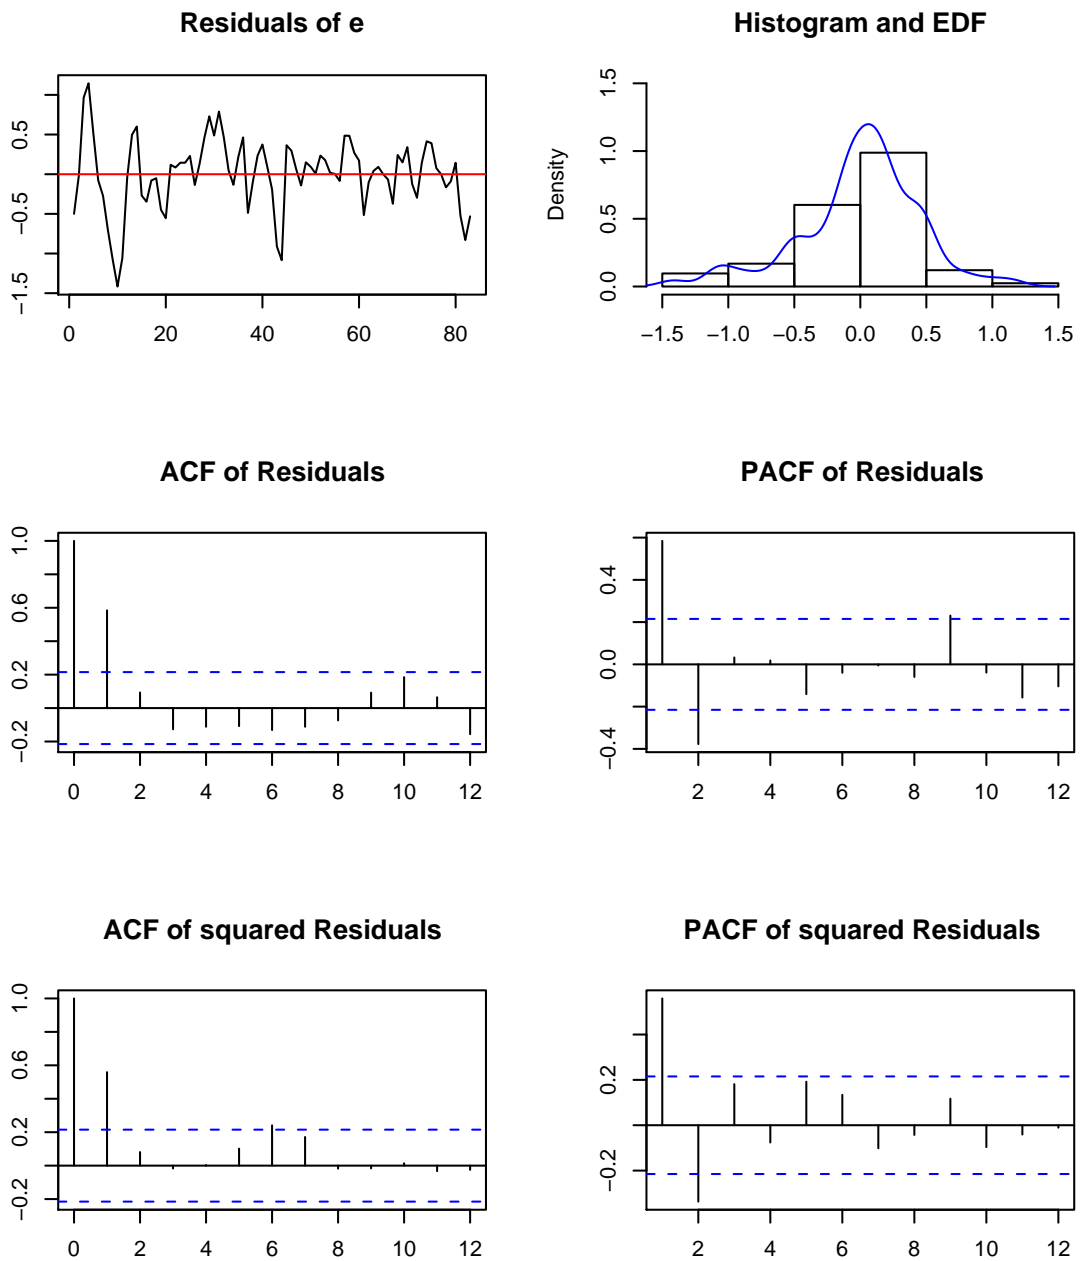 Residuals of e
0.5
−0.5
−1.5
0 20 40 60 80
Histogram and EDF
Density
1.5
1.0
0.5
0.0
−1.5 −1.0 −0.5 0.0 0.5 1.0 1.5
ACF of Residuals
1.0
0.6
0.2
−0.2
0 2 4 6 8 10 12
PACF of Residuals
0.4
0.0
−0.4
2 4 6 8 10 12
ACF of squared Residuals
1.0
0.6
0.2
−0.2
0 2 4 6 8 10 12
PACF of squared Residuals
0.2
−0.2
2 4 6 8 10 12